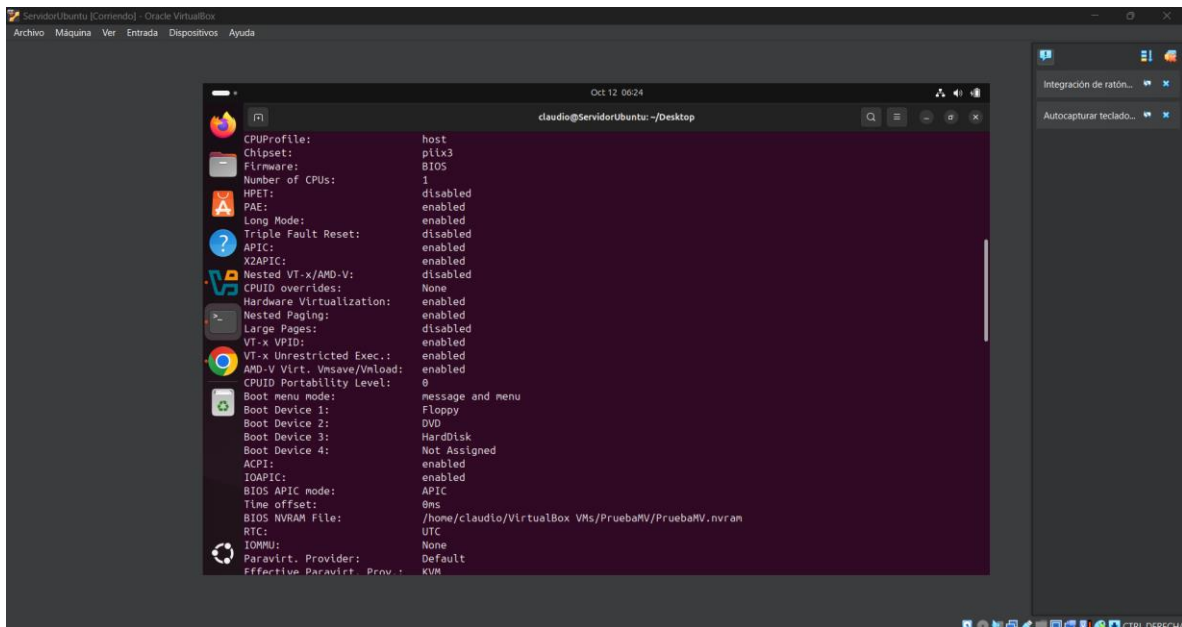 ServidorUbuntu [Corriendo] - Oracle VirtualBox
Archivo Máquina Ver Entrada Dispositivos Ayuda
Integración de ratón...
Autocapturar teclado...
Oct 12 06:24
claudio@ServidorUbuntu: ~/Desktop
CPUProfile: host
Chipset: piix3
Firmware: BIOS
Number of CPUs: 1
HPET: disabled
PAE: enabled
Long Mode: enabled
Triple Fault Reset: disabled
APIC: enabled
X2APIC: enabled
Nested VT-x/AMD-V: disabled
CPUID overrides: None
Hardware Virtualization: enabled
Nested Paging: enabled
Large Pages: disabled
VT-x VPID: enabled
VT-x Unrestricted Exec.: enabled
AMD-V Virt. Vmsave/Vmload: enabled
CPUID Portability Level: 0
Boot menu mode: message and menu
Boot Device 1: Floppy
Boot Device 2: DVD
Boot Device 3: HardDisk
Boot Device 4: Not Assigned
ACPI: enabled
IOAPIC: enabled
BIOS APIC mode: APIC
Time offset: 0ms
BIOS NVRAM File: /home/claudio/VirtualBox VMs/PruebaMV/PruebaMV.nvram
RTC: UTC
IOMMU: None
Paravirt. Provider: Default
Effective Paravirt. Prov.: KVM
CTRL DERECHA